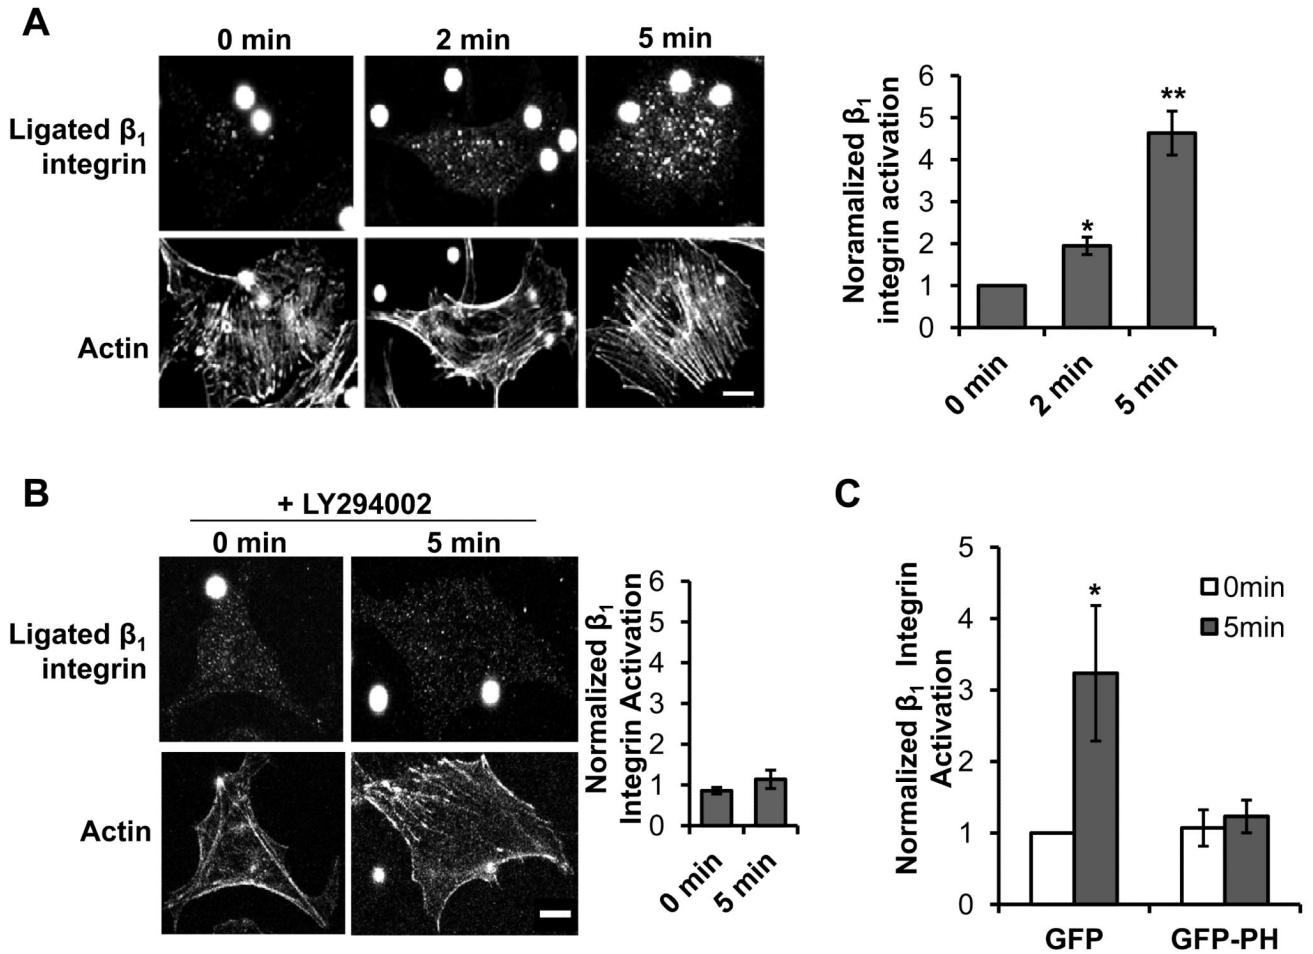 A
0 min
2 min
5 min
Ligated β1
integrin
Actin
Noramalized β1
integrin activation
6
5
4
3
2
1
0
*
**
0 min
2 min
5 min
B
+ LY294002
0 min
5 min
Ligated β1
integrin
Actin
Normalized β1
Integrin Activation
6
5
4
3
2
1
0
0 min
5 min
C
Normalized β1 Integrin
Activation
5
4
3
2
1
0
*
0min
5min
GFP
GFP-PH